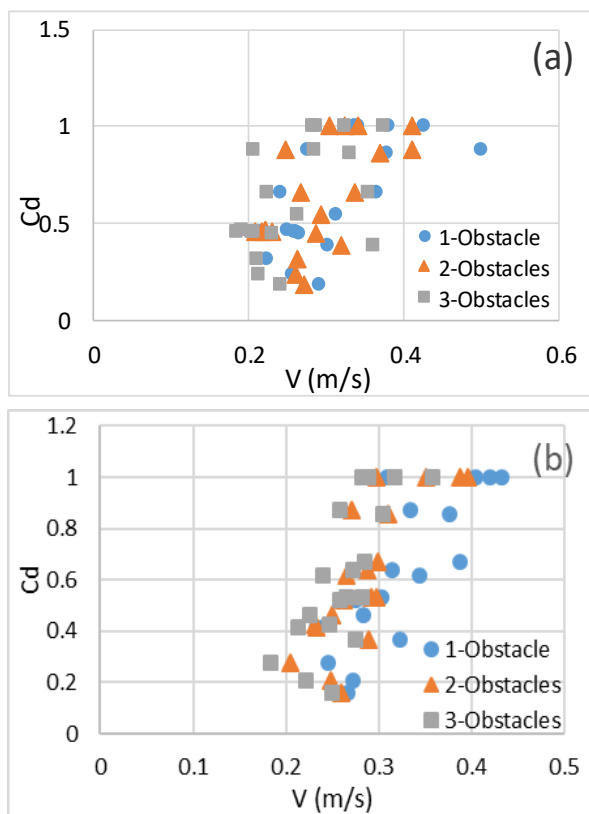 1.5
(a)
1
Cd
0.5
1-Obstacle
2-Obstacles
3-Obstacles
0
0 0.2 0.4 0.6
V (m/s)
1.2
(b)
1
0.8
Cd
0.6
0.4
1-Obstacle
0.2
2-Obstacles
3-Obstacles
0
0 0.1 0.2 0.3 0.4 0.5
V (m/s)